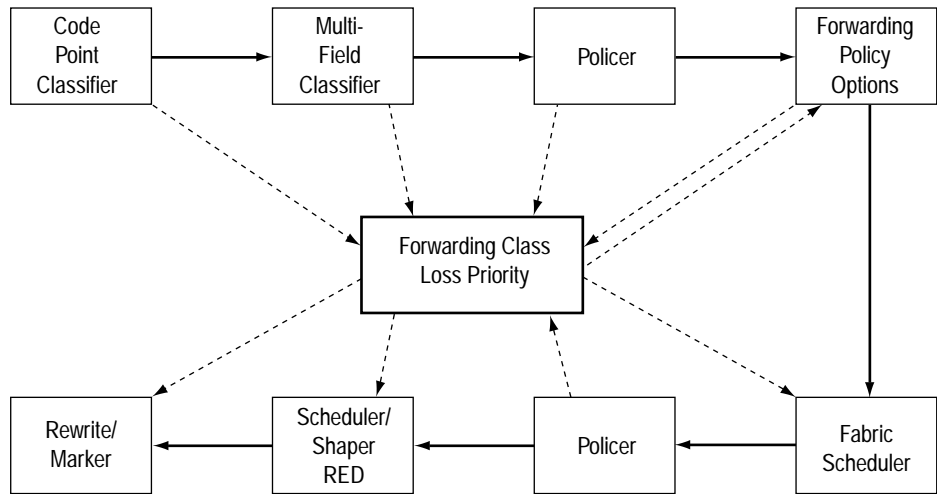 Code
Point
Classifier
Multi-
Field
Classifier
Policer
Forwarding
Policy
Options
Forwarding Class
Loss Priority
Rewrite/
Marker
Scheduler/
Shaper
RED
Policer
Fabric
Scheduler